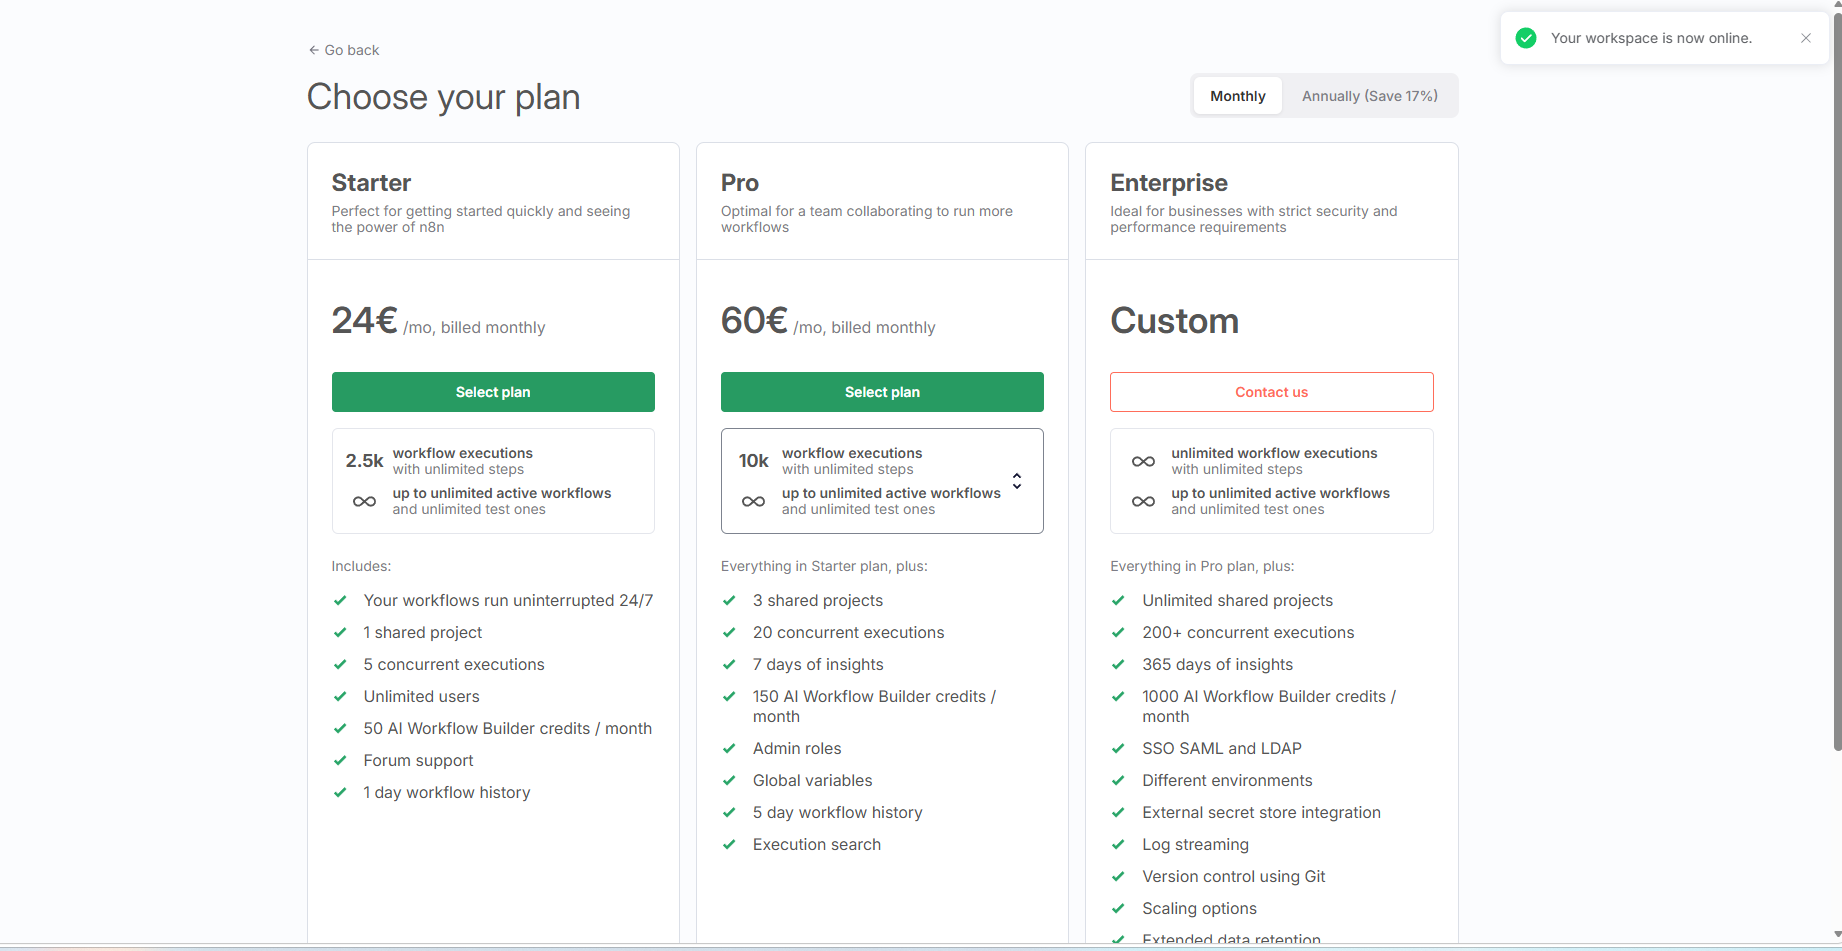 Your workspace is now online.
Go back
Choose your plan
Monthly
Annually (Save 17%)
Starter
Perfect for getting started quickly and seeing
the power of n8n
24€ /mo, billed monthly
Select plan
2.5k
workflow executions
with unlimited steps
∞
up to unlimited active workflows
and unlimited test ones
Includes:
Your workflows run uninterrupted 24/7
1 shared project
5 concurrent executions
Unlimited users
50 AI Workflow Builder credits / month
Forum support
1 day workflow history
Pro
Optimal for a team collaborating to run more
workflows
60€ /mo, billed monthly
Select plan
10k
workflow executions
with unlimited steps
∞
up to unlimited active workflows
and unlimited test ones
Everything in Starter plan, plus:
3 shared projects
20 concurrent executions
7 days of insights
150 AI Workflow Builder credits /
month
Admin roles
Global variables
5 day workflow history
Execution search
Enterprise
Ideal for businesses with strict security and
performance requirements
Custom
Contact us
∞
unlimited workflow executions
with unlimited steps
∞
up to unlimited active workflows
and unlimited test ones
Everything in Pro plan, plus:
Unlimited shared projects
200+ concurrent executions
365 days of insights
1000 AI Workflow Builder credits /
month
SSO SAML and LDAP
Different environments
External secret store integration
Log streaming
Version control using Git
Scaling options
Extended data retention